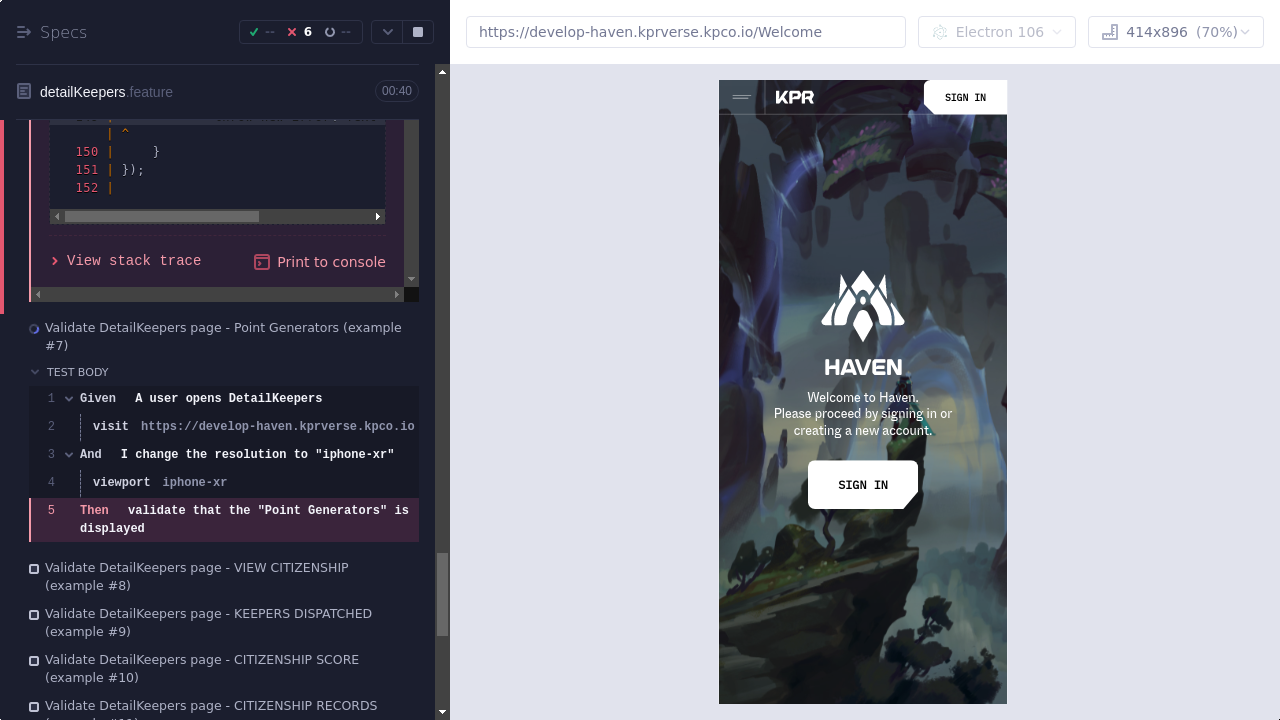 Specs
-- 6 --
detailKeepers.feature
00:40
| ^
150 | }
151 | });
152 |
View stack trace
Print to console
Validate DetailKeepers page - Point Generators (example
#7)
TEST BODY
1 Given A user opens DetailKeepers
2 visit https://develop-haven.kprverse.kpco.io
3 And I change the resolution to "iphone-xr"
4 viewport iphone-xr
5 Then validate that the "Point Generators" is
displayed
Validate DetailKeepers page - VIEW CITIZENSHIP
(example #8)
Validate DetailKeepers page - KEEPERS DISPATCHED
(example #9)
Validate DetailKeepers page - CITIZENSHIP SCORE
(example #10)
Validate DetailKeepers page - CITIZENSHIP RECORDS
https://develop-haven.kprverse.kpco.io/Welcome
Electron 106
414x896 (70%)
KPR
SIGN IN
HAVEN
Welcome to Haven.
Please proceed by signing in or
creating a new account.
SIGN IN